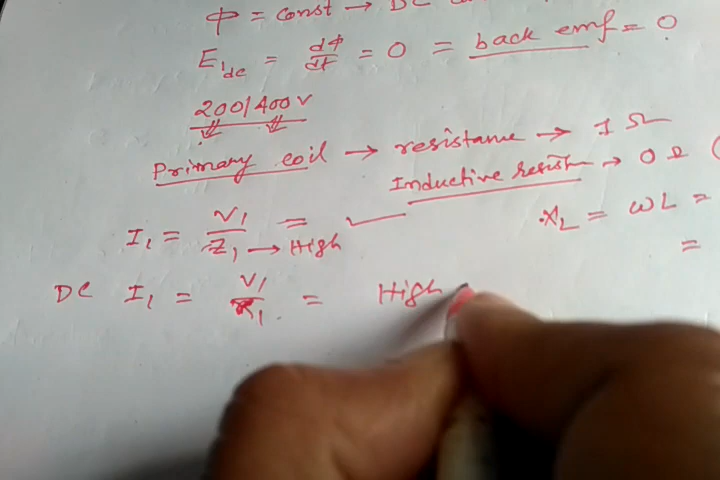 φ = const → DC
E₁dc = dφ/dt = 0 = back emf = 0
200/400 V
Primary coil → resistance → 1 Ω
Inductive resist → 0 Ω
I₁ = V₁/Z₁ → High = ✓
X_L = ωL =
=
DC I₁ = V₁/R₁ = High